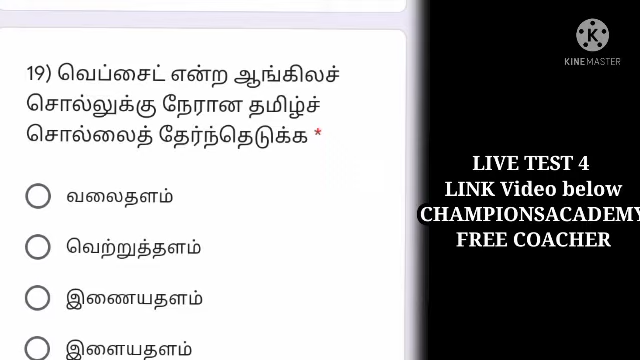 19) வெப்சைட் என்ற ஆங்கிலச்
சொல்லுக்கு நேரான தமிழ்ச்
சொல்லைத் தேர்ந்தெடுக்க *
வலைதளம்
வெற்றுத்தளம்
இணையதளம்
இளையதளம்
K
KINEMASTER
LIVE TEST 4
LINK Video below
CHAMPIONSACADEMY
FREE COACHER